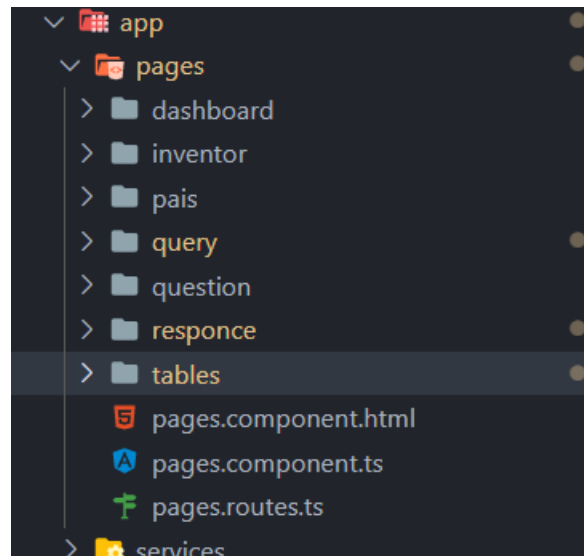 app
pages
dashboard
inventor
pais
query
question
responce
tables
pages.component.html
pages.component.ts
pages.routes.ts
services